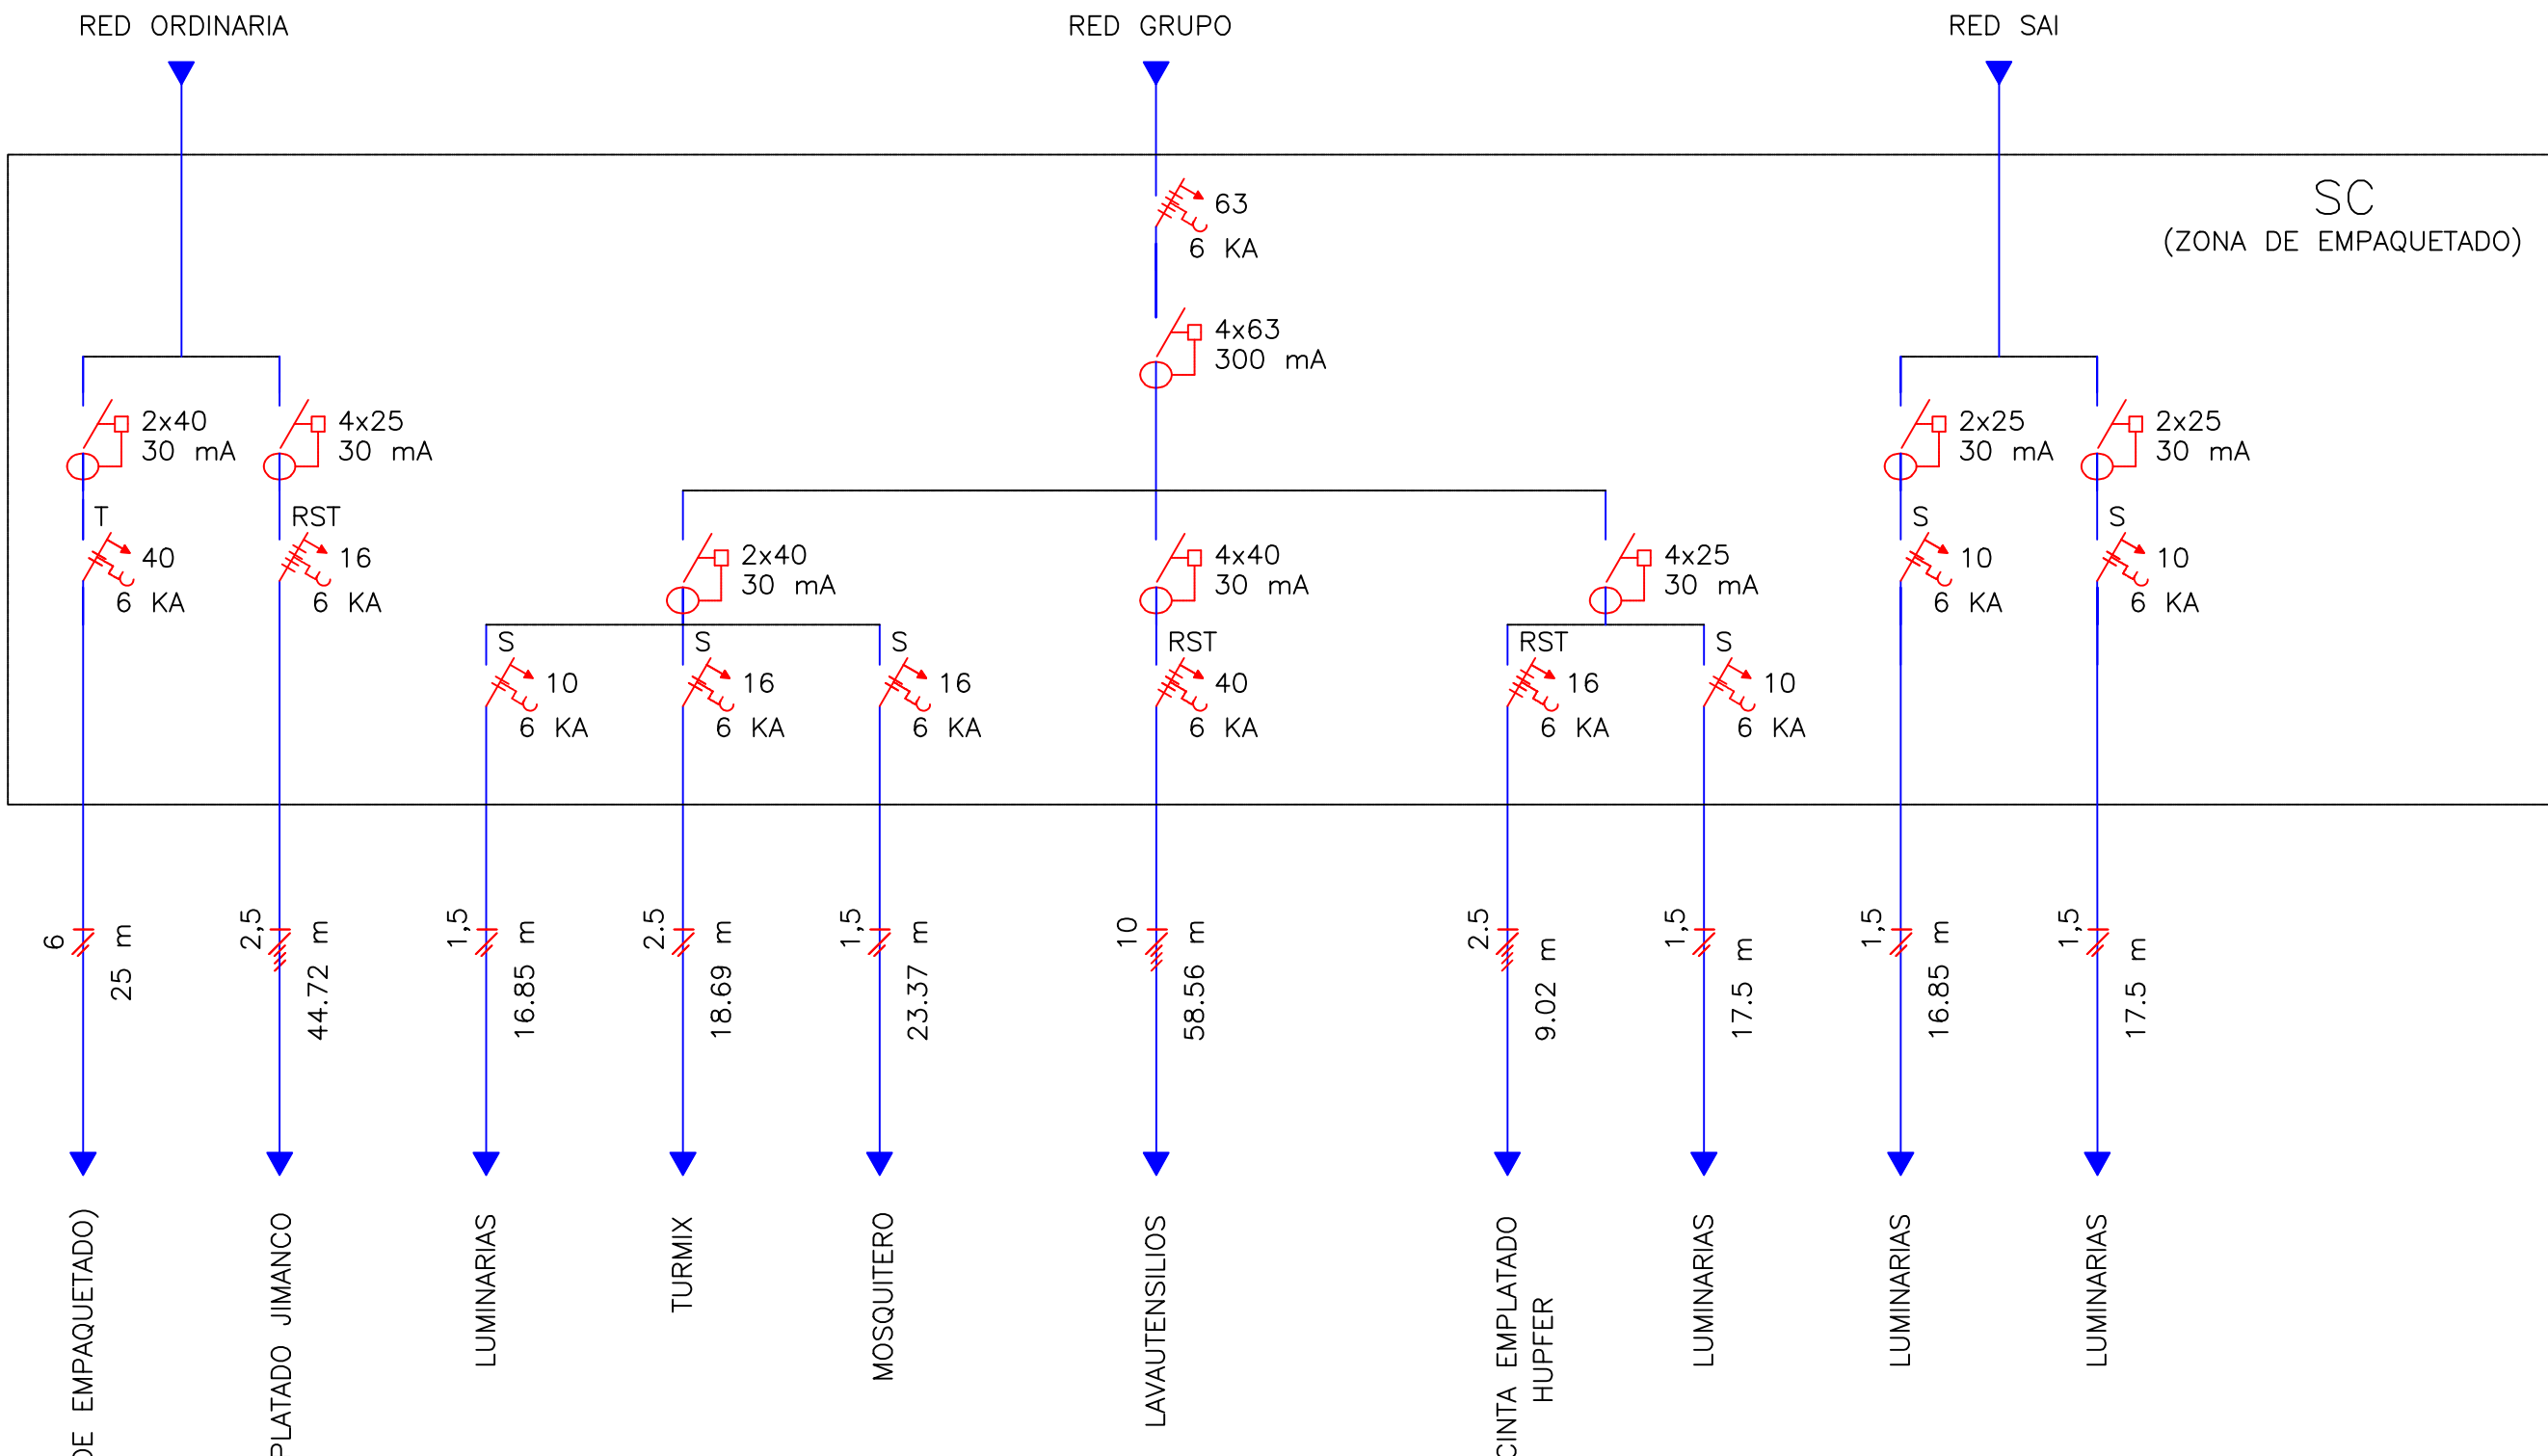 RED ORDINARIA
RED GRUPO
RED SAI
SC
(ZONA DE EMPAQUETADO)
63
6 KA
4x63
300 mA
2x40
30 mA
4x25
30 mA
2x25
30 mA
2x25
30 mA
T
40
6 KA
RST
16
6 KA
2x40
30 mA
4x40
30 mA
4x25
30 mA
S
10
6 KA
S
10
6 KA
S
10
6 KA
S
16
6 KA
S
16
6 KA
RST
40
6 KA
RST
16
6 KA
S
10
6 KA
6
25 m
2,5
44.72 m
1,5
16.85 m
2.5
18.69 m
1,5
23.37 m
10
58.56 m
2.5
9.02 m
1,5
17.5 m
1,5
16.85 m
1,5
17.5 m
DE EMPAQUETADO)
PLATADO JIMANCO
LUMINARIAS
TURMIX
MOSQUITERO
LAVAUTENSILIOS
CINTA EMPLATADO
HUPFER
LUMINARIAS
LUMINARIAS
LUMINARIAS